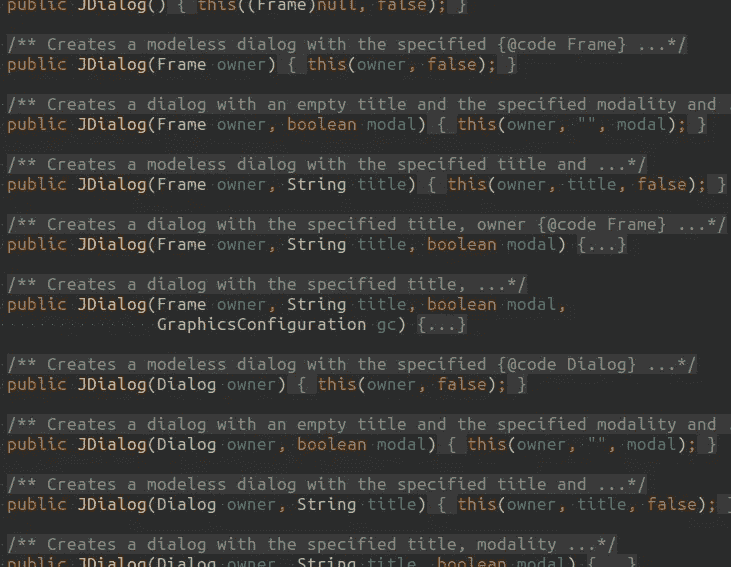 public JDialog() { this((Frame)null, false); }
/** Creates a modeless dialog with the specified {@code Frame} ...*/
public JDialog(Frame owner) { this(owner, false); }
/** Creates a dialog with an empty title and the specified modality and .
public JDialog(Frame owner, boolean modal) { this(owner, "", modal); }
/** Creates a modeless dialog with the specified title and ...*/
public JDialog(Frame owner, String title) { this(owner, title, false); }
/** Creates a dialog with the specified title, owner {@code Frame} ...*/
public JDialog(Frame owner, String title, boolean modal) {...}
/** Creates a dialog with the specified title, ...*/
public JDialog(Frame owner, String title, boolean modal,
GraphicsConfiguration gc) {...}
/** Creates a modeless dialog with the specified {@code Dialog} ...*/
public JDialog(Dialog owner) { this(owner, false); }
/** Creates a dialog with an empty title and the specified modality and .
public JDialog(Dialog owner, boolean modal) { this(owner, "", modal); }
/** Creates a modeless dialog with the specified title and ...*/
public JDialog(Dialog owner, String title) { this(owner, title, false); }
/** Creates a dialog with the specified title, modality ...*/
public JDialog(Dialog owner, String title, boolean modal) {...}